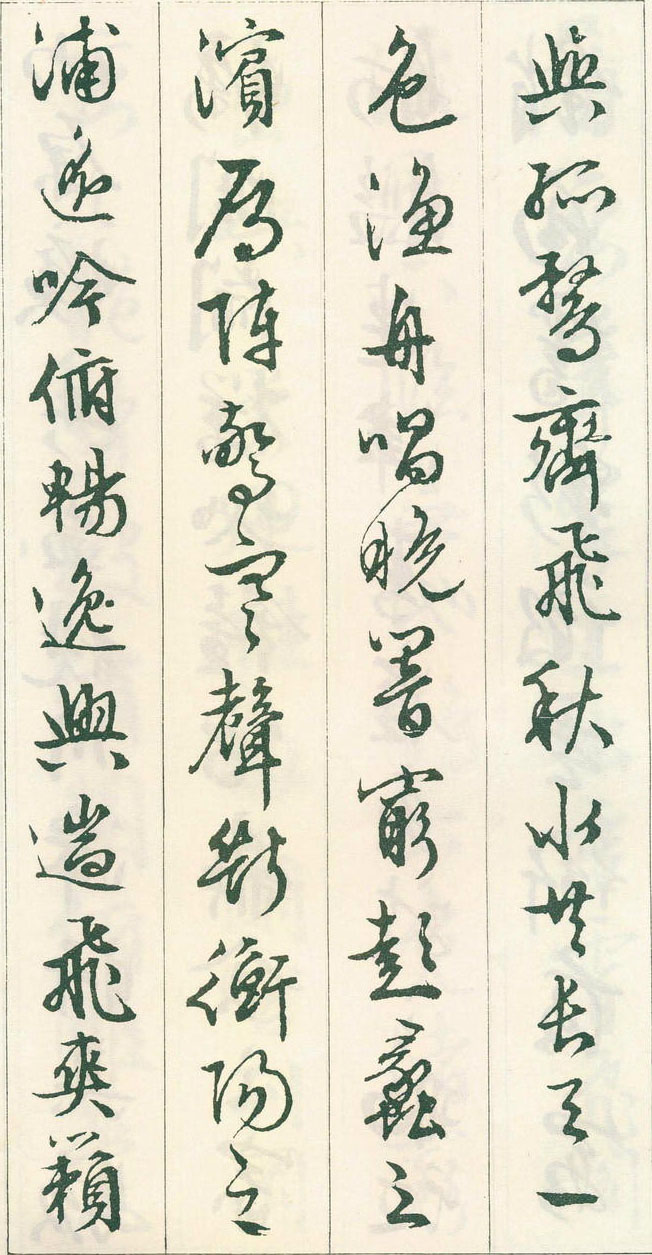 與孤鶩齊飛秋水共長天一
色漁舟唱晚響窮彭蠡之
濱鴈陣驚寒聲斷衡陽之
浦遙吟俯暢逸興遄飛爽籟